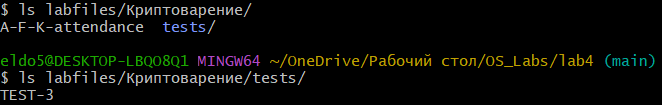 $ ls labfiles/Криптоварение/
A-F-K-attendance  tests/
eldo5@DESKTOP-LBQO8Q1 MINGW64 ~/OneDrive/Рабочий стол/OS_Labs/lab4 (main)
$ ls labfiles/Криптоварение/tests/
TEST-3